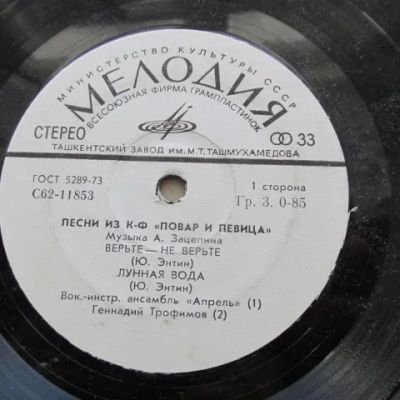 МИНИСТЕРСТВО КУЛЬТУРЫ СССР
МЕЛОДИЯ
ВСЕСОЮЗНАЯ ФИРМА ГРАМПЛАСТИНОК
СТЕРЕО 33
ТАШКЕНТСКИЙ ЗАВОД ИМ. М.Т. ТАШМУХАМЕДОВА
ГОСТ 5289-73 1 сторона
С62-11853 Гр. 3. 0-85
ПЕСНИ ИЗ К-Ф «ПОВАР И ПЕВИЦА»
Музыка А. Зацепина
ВЕРЬТЕ — НЕ ВЕРЬТЕ
(Ю. Энтин)
ЛУННАЯ ВОДА
(Ю. Энтин)
Вок.-инстр. ансамбль «Апрель» (1)
Геннадий Трофимов (2)